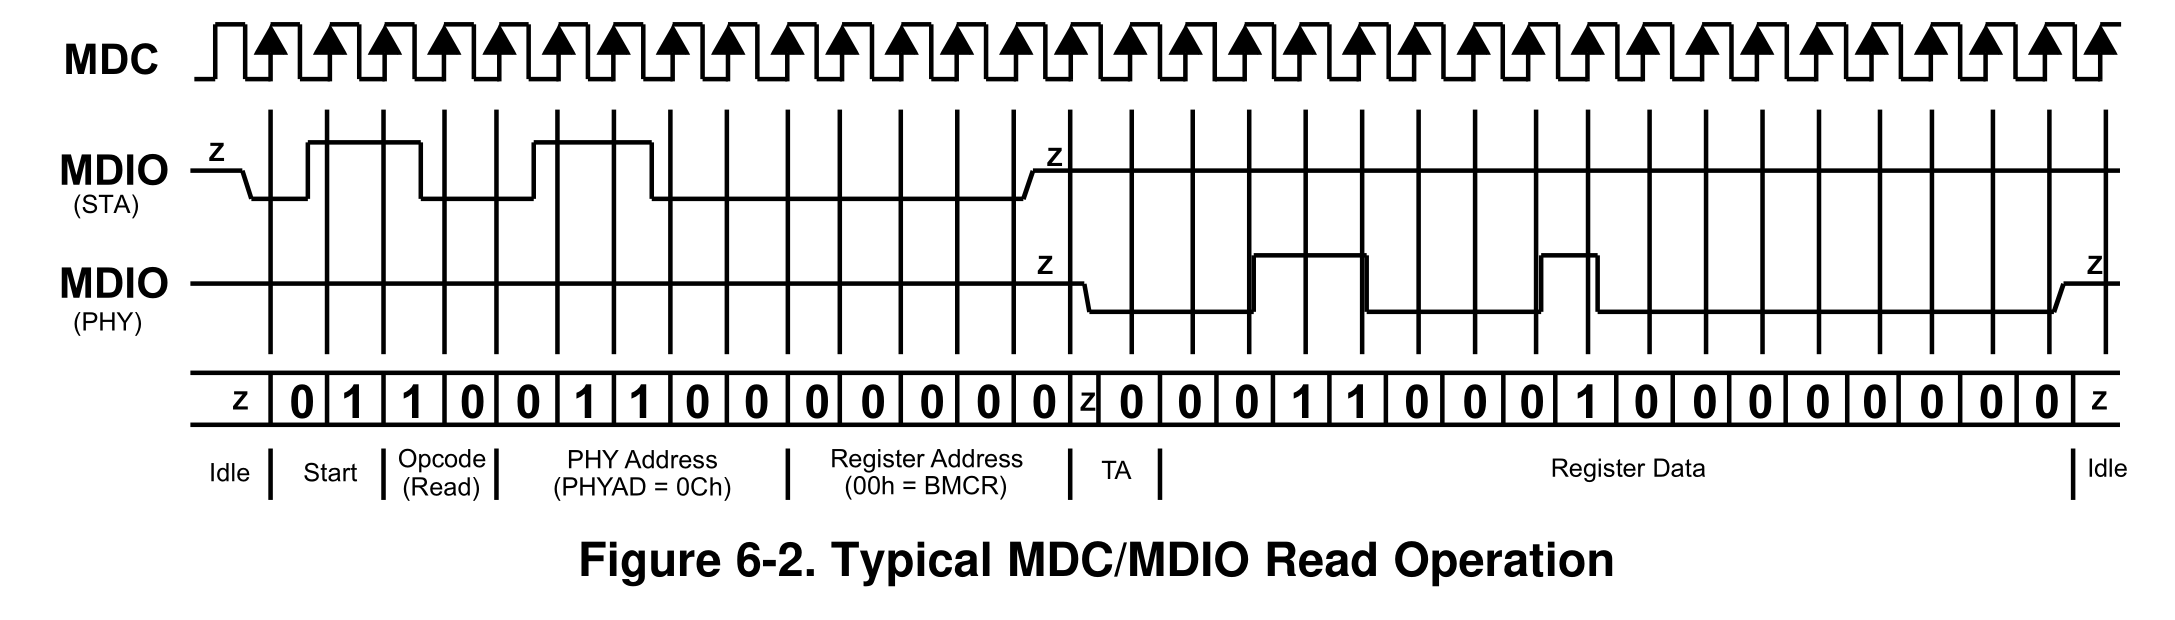 MDC
Z
Z
MDIO
(STA)
Z
Z
MDIO
(PHY)
Z 0 1 1 0 0 1 1 0 0 0 0 0 0 0 Z 0 0 0 1 1 0 0 0 1 0 0 0 0 0 0 0 0 Z
Idle Start Opcode (Read) PHY Address (PHYAD = 0Ch) Register Address (00h = BMCR) TA Register Data Idle
Figure 6-2. Typical MDC/MDIO Read Operation